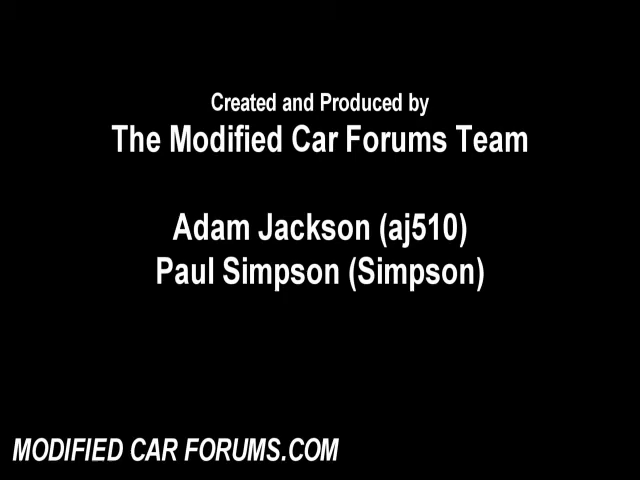 Created and Produced by
The Modified Car Forums Team
Adam Jackson (aj510)
Paul Simpson (Simpson)
MODIFIED CAR FORUMS.COM